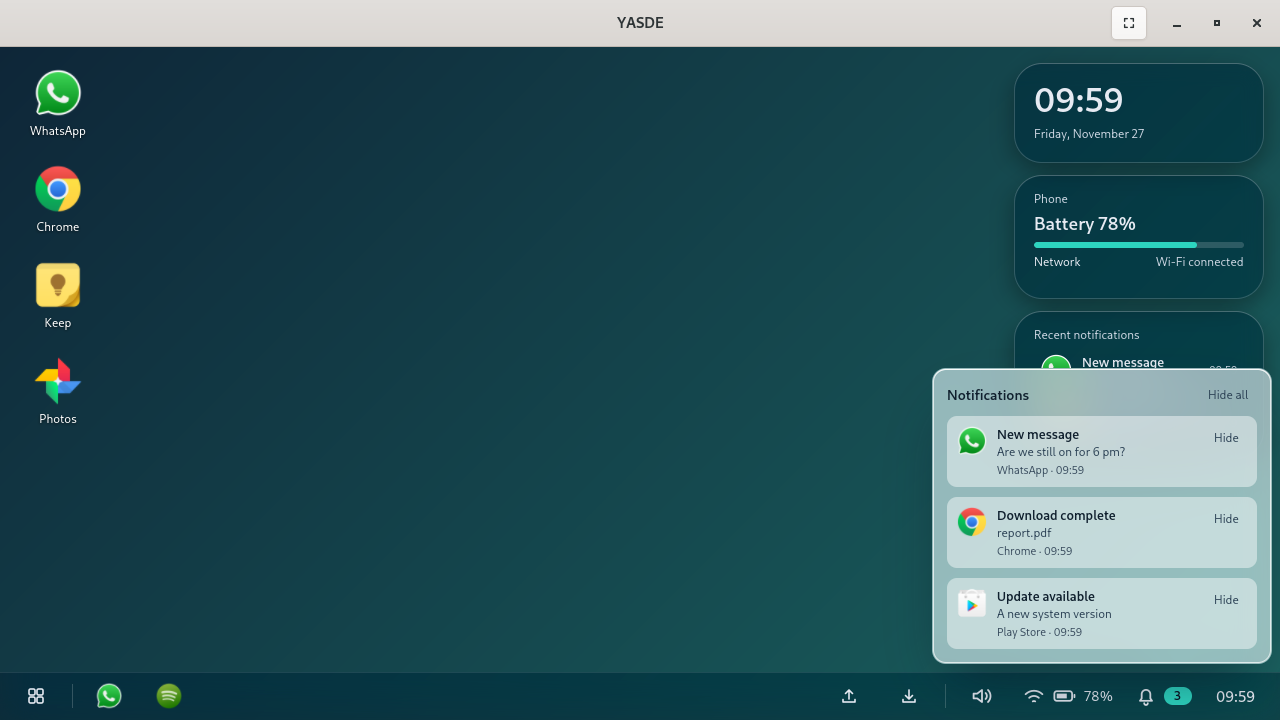 YASDE
WhatsApp
Chrome
Keep
Photos
09:59
Friday, November 27
Phone
Battery 78%
Network Wi-Fi connected
Recent notifications
New message
Notifications Hide all
New message Hide
Are we still on for 6 pm?
WhatsApp · 09:59
Download complete Hide
report.pdf
Chrome · 09:59
Update available Hide
A new system version
Play Store · 09:59
78% 3 09:59